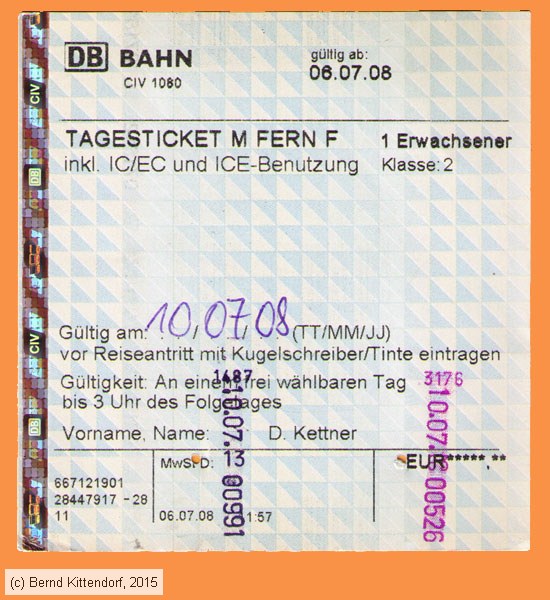 DB BAHN
CIV 1080
gültig ab:
06.07.08
TAGESTICKET M FERN F
1 Erwachsener
inkl. IC/EC und ICE-Benutzung
Klasse: 2
Gültig am: 10/07/08 (TT/MM/JJ)
vor Reiseantritt mit Kugelschreiber/Tinte eintragen
Gültigkeit: An einem frei wählbaren Tag
bis 3 Uhr des Folgetages
1487
3176
Vorname, Name: D. Kettner
MwSt D: 13
EUR*****,**
667121901
28447917 -28
11
06.07.08
1:57
10.07.
00991
10.07.
00526
CIV
DB
CIV
DB
(c) Bernd Kittendorf, 2015